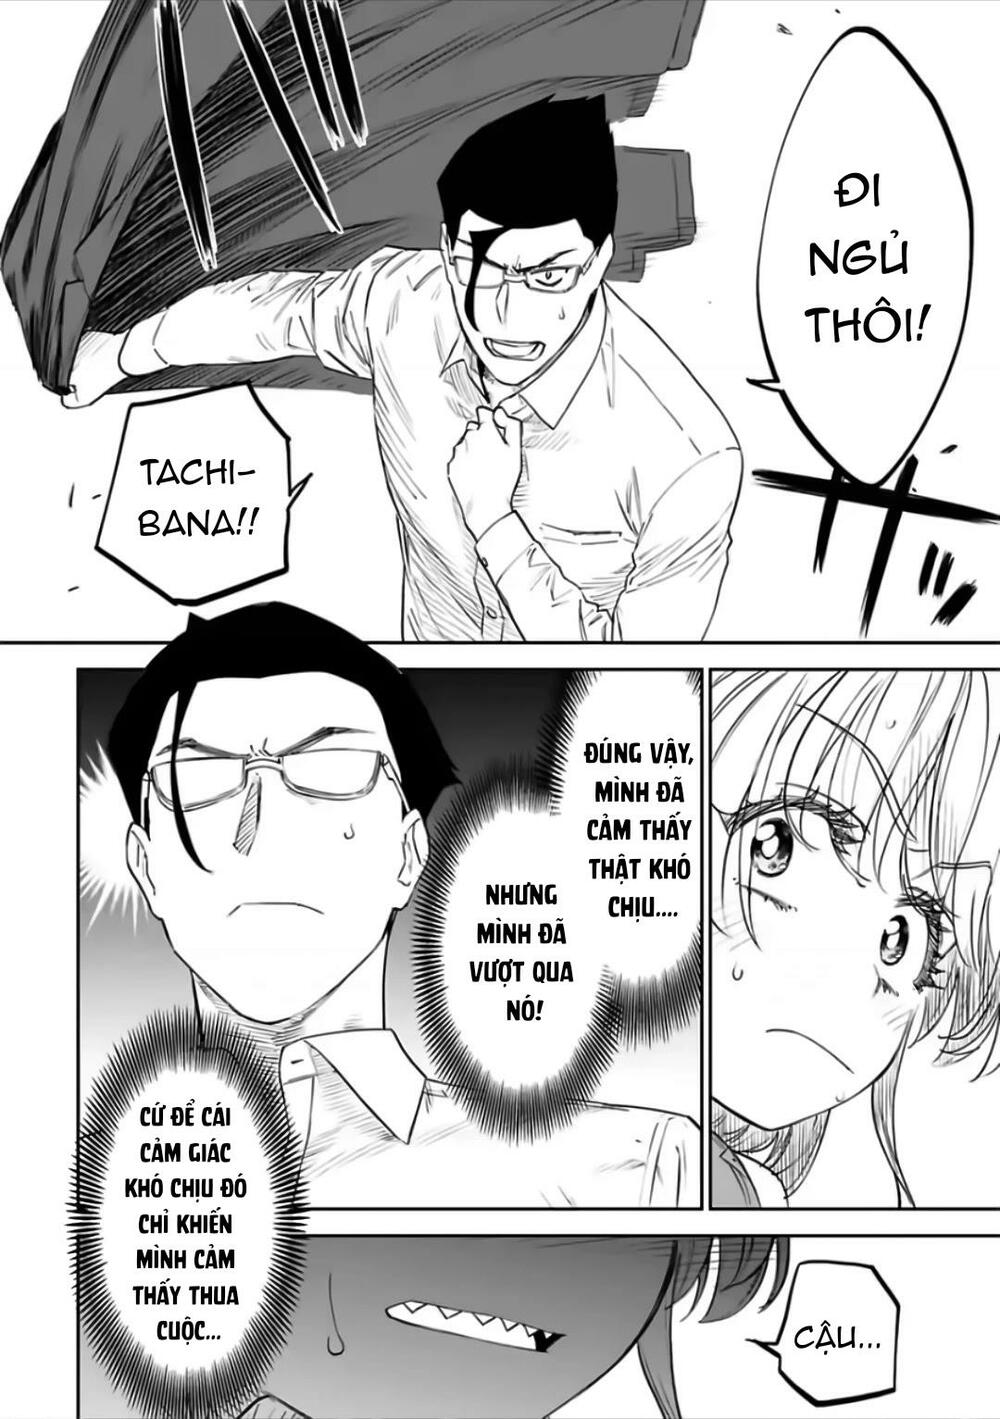 ĐI
NGỦ
THÔI!
TACHI-
BANA!!
ĐÚNG VẬY,
MÌNH ĐÃ
CẢM THẤY
THẬT KHÓ
CHỊU....
NHƯNG
MÌNH ĐÃ
VƯỢT QUA
NÓ!
CỨ ĐỂ CÁI
CẢM GIÁC
KHÓ CHỊU ĐÓ
CHỈ KHIẾN
MÌNH CẢM
THẤY THUA
CUỘC...
CẬU...